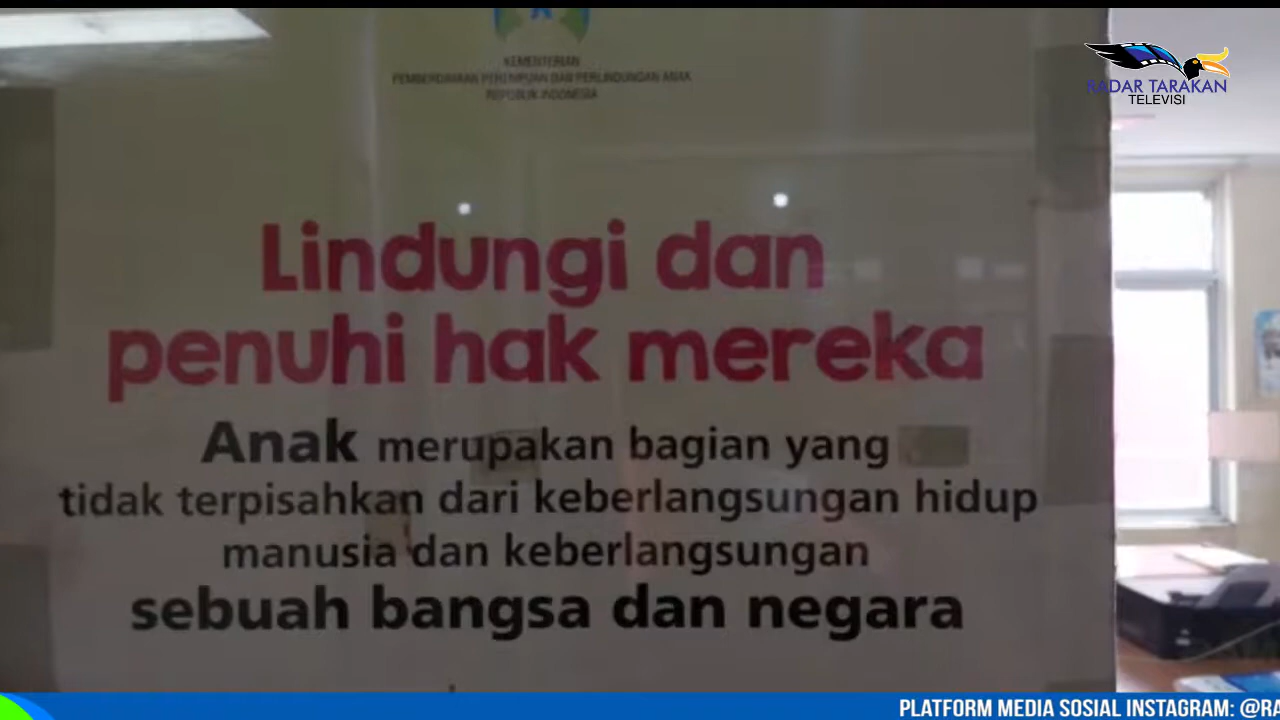 KEMENTERIAN
PEMBERDAYAAN PEREMPUAN DAN PERLINDUNGAN ANAK
REPUBLIK INDONESIA
RADAR TARAKAN
TELEVISI
Lindungi dan
penuhi hak mereka
Anak merupakan bagian yang
tidak terpisahkan dari keberlangsungan hidup
manusia dan keberlangsungan
sebuah bangsa dan negara
PLATFORM MEDIA SOSIAL INSTAGRAM: @RA